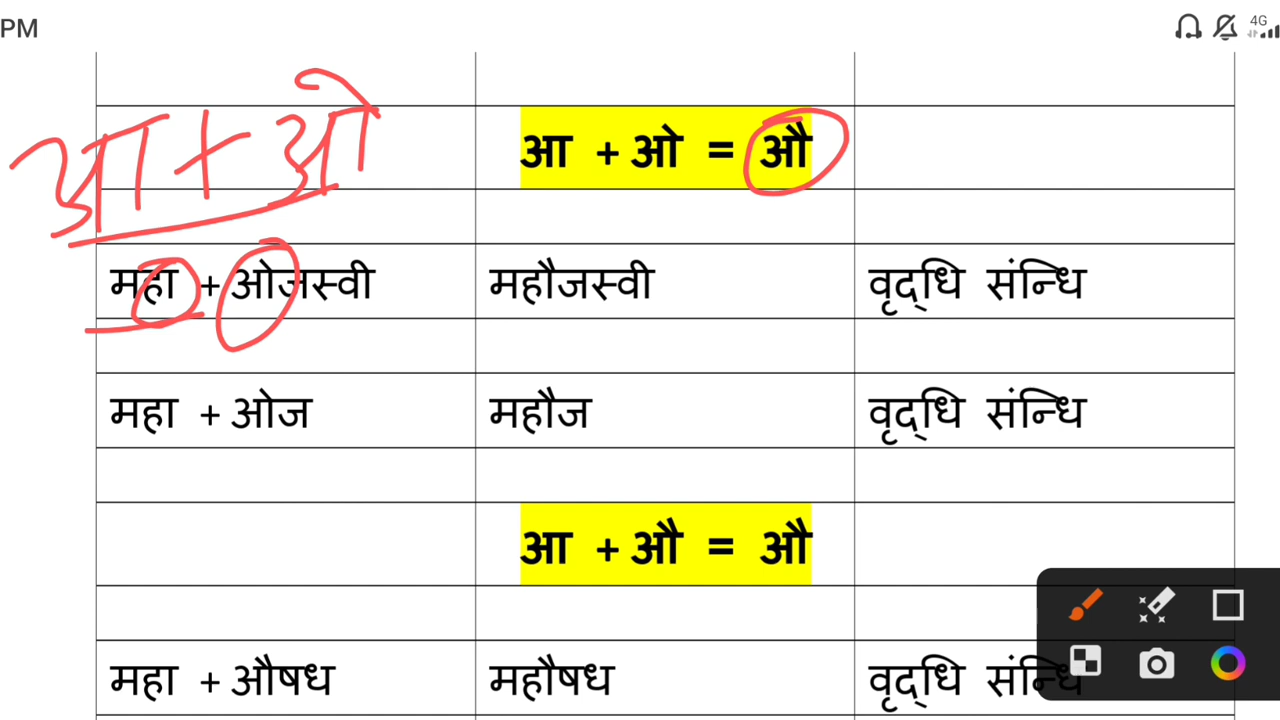 PM 4G
आ + ओ
आ + ओ = औ
महा + ओजस्वी महौजस्वी वृद्धि संन्धि
महा + ओज महौज वृद्धि संन्धि
आ + औ = औ
महा + औषध महौषध वृद्धि संन्धि